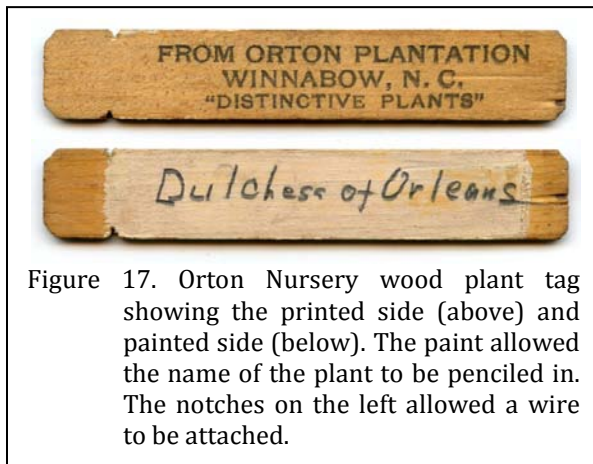 FROM ORTON PLANTATION
WINNABOW, N. C.
"DISTINCTIVE PLANTS"
Dutchess of Orleans
Figure 17. Orton Nursery wood plant tag
showing the printed side (above) and
painted side (below). The paint allowed
the name of the plant to be penciled in.
The notches on the left allowed a wire
to be attached.